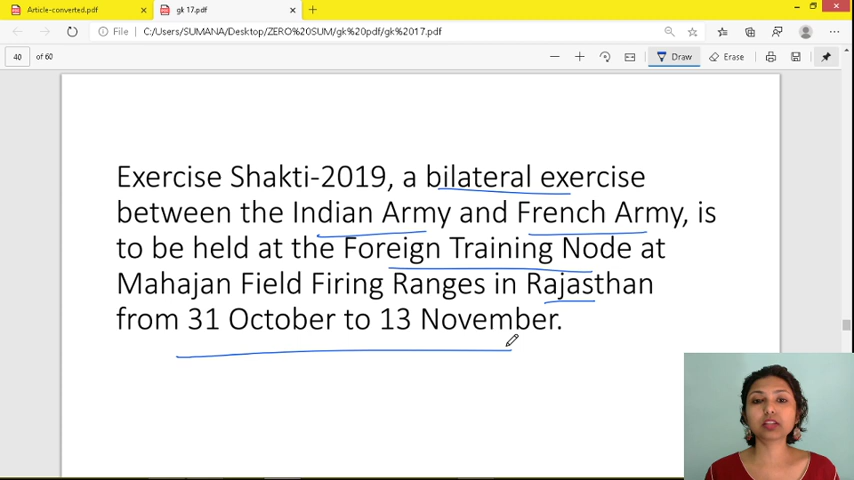 Article-converted.pdf
gk 17.pdf
File C:/Users/SUMANA/Desktop/ZERO%20SUM/gk%20pdf/gk%2017.pdf
40 of 60
Draw
Erase
Exercise Shakti-2019, a bilateral exercise
between the Indian Army and French Army, is
to be held at the Foreign Training Node at
Mahajan Field Firing Ranges in Rajasthan
from 31 October to 13 November.